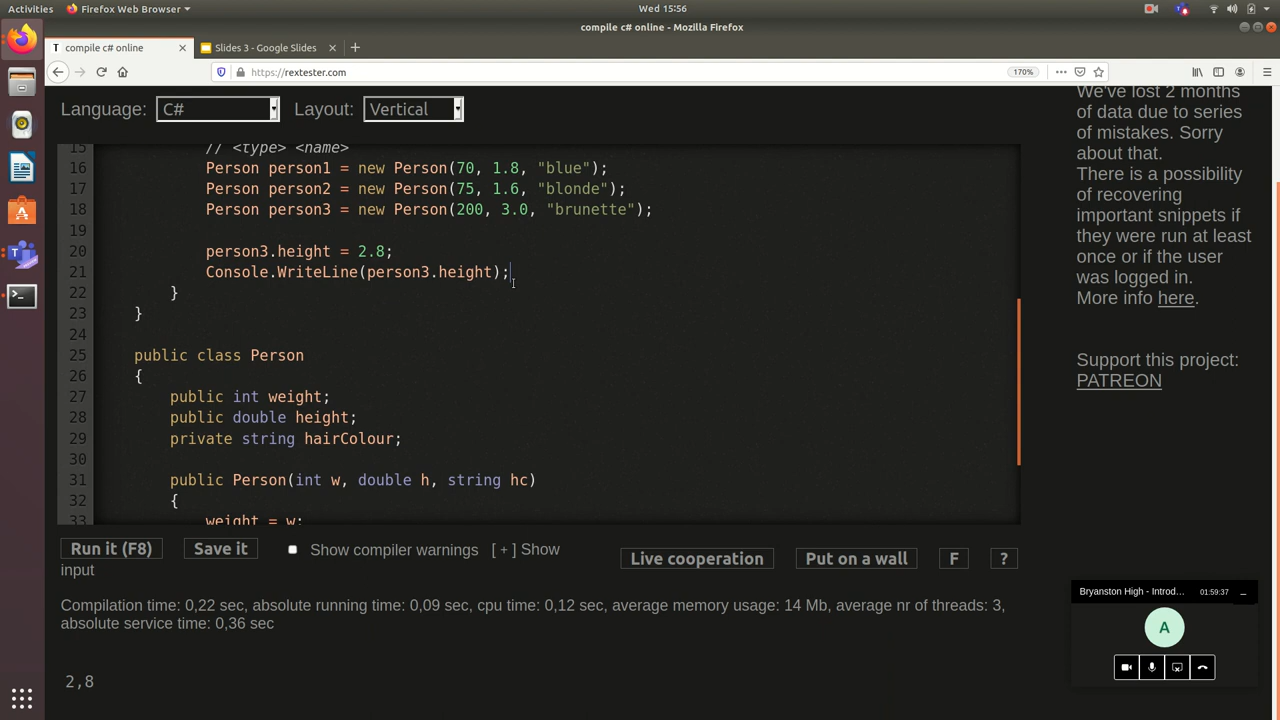 Activities
Firefox Web Browser
Wed 15:56
compile c# online - Mozilla Firefox
T compile c# online
Slides 3 - Google Slides
https://rextester.com
170%
Language: C#
Layout: Vertical
15 // <type> <name>
16 Person person1 = new Person(70, 1.8, "blue");
17 Person person2 = new Person(75, 1.6, "blonde");
18 Person person3 = new Person(200, 3.0, "brunette");
19
20 person3.height = 2.8;
21 Console.WriteLine(person3.height);
22 }
23 }
24
25 public class Person
26 {
27 public int weight;
28 public double height;
29 private string hairColour;
30
31 public Person(int w, double h, string hc)
32 {
33 weight = w;
We've lost 2 months
of data due to series
of mistakes. Sorry
about that.
There is a possibility
of recovering
important snippets if
they were run at least
once or if the user
was logged in.
More info here.
Support this project:
PATREON
Run it (F8)
Save it
Show compiler warnings
[ + ] Show
input
Live cooperation
Put on a wall
F
?
Compilation time: 0,22 sec, absolute running time: 0,09 sec, cpu time: 0,12 sec, average memory usage: 14 Mb, average nr of threads: 3,
absolute service time: 0,36 sec
2,8
Bryanston High - Introd...
01:59:37
A